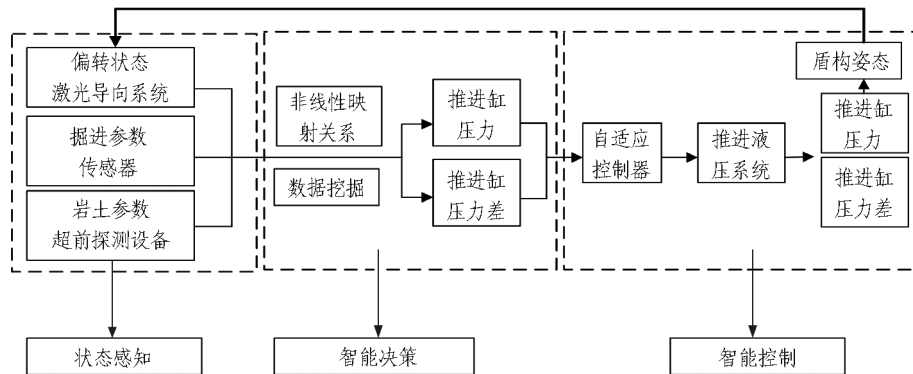 偏转状态
激光导向系统
掘进参数
传感器
岩土参数
超前探测设备
状态感知
非线性映
射关系
数据挖掘
推进缸
压力
推进缸
压力差
智能决策
自适应
控制器
推进液
压系统
盾构姿态
推进缸
压力
推进缸
压力差
智能控制